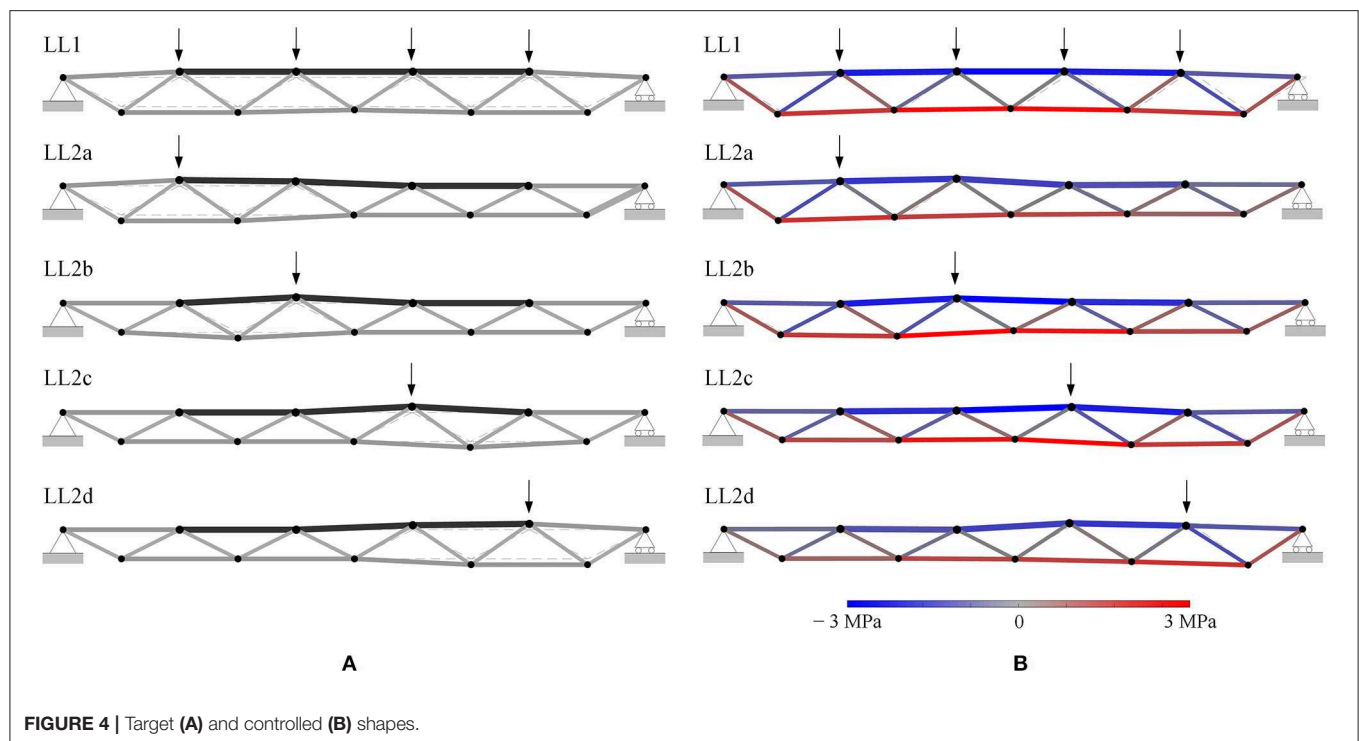 LL1
LL2a
LL2b
LL2c
LL2d
A
LL1
LL2a
LL2b
LL2c
LL2d
− 3 MPa 0 3 MPa
B
FIGURE 4 | Target (A) and controlled (B) shapes.